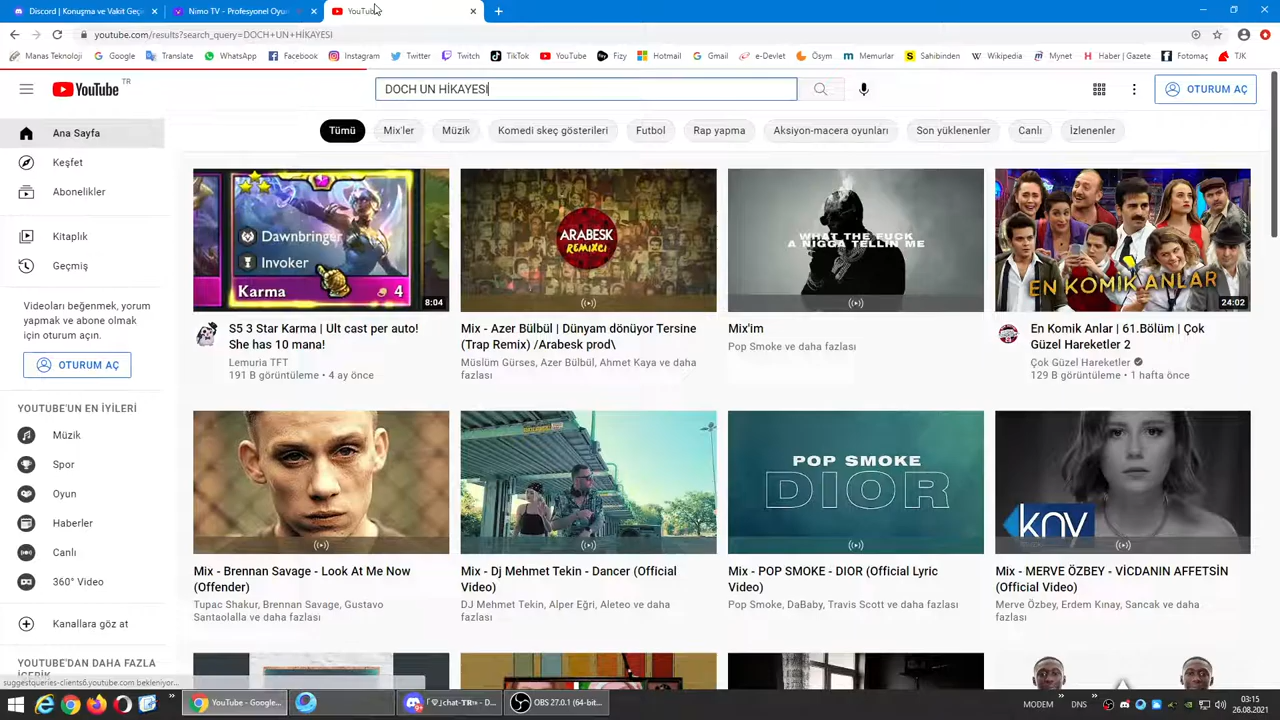 Discord | Konuşma ve Vakit Geçi
Nimo TV - Profesyonel Oyu
YouTube
youtube.com/results?search_query=DOCH+UN+HİKAYESI
Manas Teknoloji
Google
Translate
WhatsApp
Facebook
Instagram
Twitter
Twitch
TikTok
YouTube
Fizy
Hotmail
Gmail
e-Devlet
Ösym
Memurlar
Sahibinden
Wikipedia
Mynet
Haber | Gazete
Fotomaç
TJK
YouTube TR
DOCH UN HİKAYESI
OTURUM AÇ
Ana Sayfa
Keşfet
Abonelikler
Kitaplık
Geçmiş
Videoları beğenmek, yorum
yapmak ve abone olmak
için oturum açın.
OTURUM AÇ
YOUTUBE'UN EN İYİLERİ
Müzik
Spor
Oyun
Haberler
Canlı
360° Video
Kanallara göz at
YOUTUBE'DAN DAHA FAZLA
İÇERİK
Tümü
Mix'ler
Müzik
Komedi skeç gösterileri
Futbol
Rap yapma
Aksiyon-macera oyunları
Son yüklenenler
Canlı
İzlenenler
Dawnbringer
Invoker
Karma
4
8:04
S5 3 Star Karma | Ult cast per auto!
She has 10 mana!
Lemuria TFT
191 B görüntüleme • 4 ay önce
ARABESK
REMIXCI
Mix - Azer Bülbül | Dünyam dönüyor Tersine
(Trap Remix) /Arabesk prod\
Müslüm Gürses, Azer Bülbül, Ahmet Kaya ve daha
fazlası
WHAT THE FUCK
A NIGGA TELLIN ME
Mix'im
Pop Smoke ve daha fazlası
EN KOMİK ANLAR
24:02
En Komik Anlar | 61.Bölüm | Çok
Güzel Hareketler 2
Çok Güzel Hareketler
129 B görüntüleme • 1 hafta önce
Mix - Brennan Savage - Look At Me Now
(Offender)
Tupac Shakur, Brennan Savage, Gustavo
Santaolalla ve daha fazlası
Mix - Dj Mehmet Tekin - Dancer (Official
Video)
DJ Mehmet Tekin, Alper Eğri, Aleteo ve daha
fazlası
POP SMOKE
DIOR
Mix - POP SMOKE - DIOR (Official Lyric
Video)
Pop Smoke, DaBaby, Travis Scott ve daha fazlası
knv
Mix - MERVE ÖZBEY - VİCDANIN AFFETSİN
(Official Video)
Merve Özbey, Erdem Kınay, Sancak ve daha
fazlası
suggestqueries-clients6.youtube.com bekleniyor...
YouTube - Google...
「♡」chat-TR - D...
OBS 27.0.1 (64-bit...
MODEM
DNS
03:15
26.08.2021